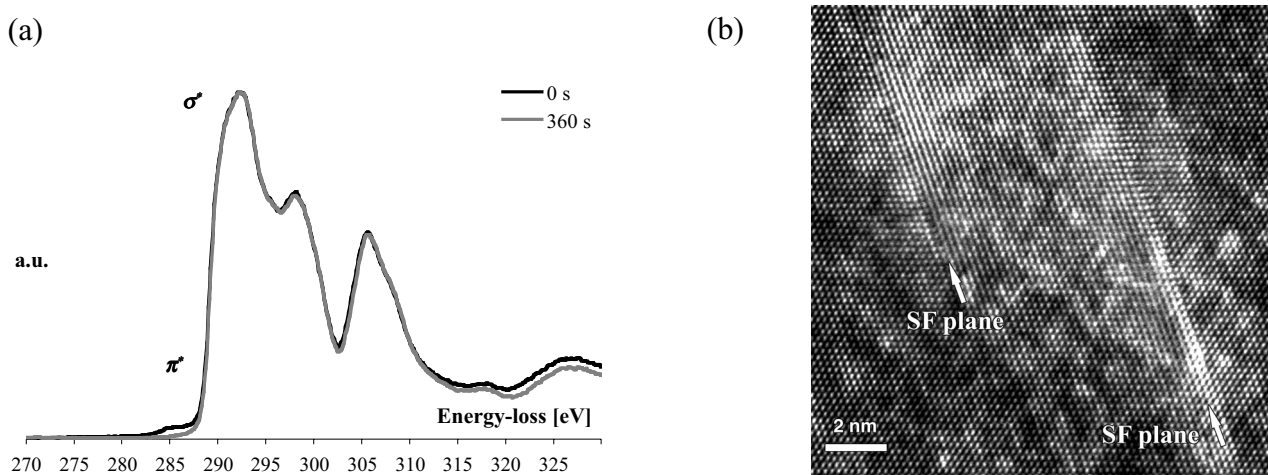 (a)
σ*
0 s
360 s
a.u.
π*
Energy-loss [eV]
270 275 280 285 290 295 300 305 310 315 320 325
(b)
SF plane
SF plane
2 nm